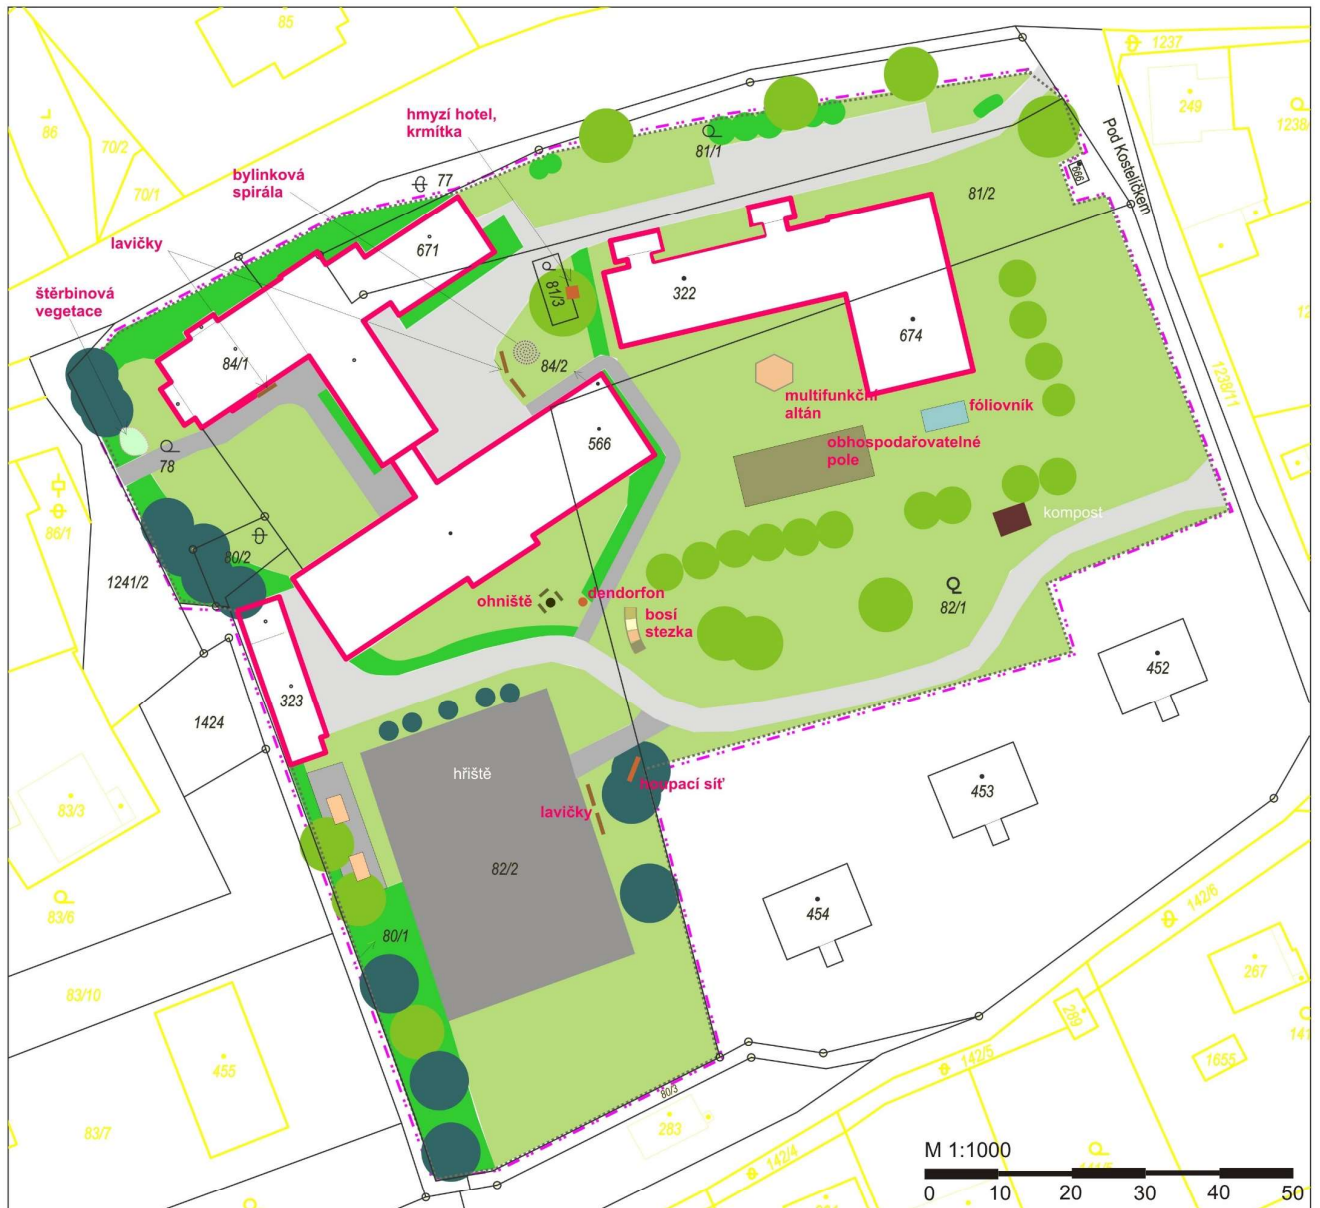 85
1237
249
1238
86
70/2
70/1
hmyzí hotel,
krmítka
81/1
Pod Kostelíčkem
666
bylinková
spirála
77
81/2
lavičky
671
štěrbinová
vegetace
81/3
322
674
84/1
84/2
multifunkční
altán
fóliovník
1238/11
566
obhospodařovatelné
pole
78
kompost
86/1
80/2
1241/2
ohniště
dendorfon
bosí
stezka
82/1
452
323
1424
hřiště
houpací síť
453
83/3
lavičky
82/2
454
83/6
142/6
80/1
267
83/10
289
455
142/5
1655
80/3
283
83/7
142/4
M 1:1000
0 10 20 30 40 50